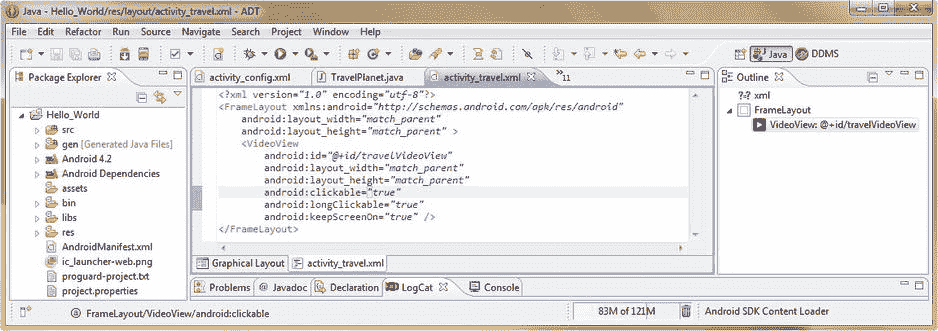 Java - Hello_World/res/layout/activity_travel.xml - ADT
File Edit Refactor Run Source Navigate Search Project Window Help
Java DDMS
Package Explorer
Hello_World
src
gen [Generated Java Files]
Android 4.2
Android Dependencies
assets
bin
libs
res
AndroidManifest.xml
ic_launcher-web.png
proguard-project.txt
project.properties
activity_config.xml TravelPlanet.java activity_travel.xml »11
<?xml version="1.0" encoding="utf-8"?>
<FrameLayout xmlns:android="http://schemas.android.com/apk/res/android"
android:layout_width="match_parent"
android:layout_height="match_parent" >
<VideoView
android:id="@+id/travelVideoView"
android:layout_width="match_parent"
android:layout_height="match_parent"
android:clickable="true"
android:longClickable="true"
android:keepScreenOn="true" />
</FrameLayout>
Graphical Layout activity_travel.xml
Outline
xml
FrameLayout
VideoView: @+id/travelVideoView
Problems Javadoc Declaration LogCat Console
FrameLayout/VideoView/android:clickable
83M of 121M
Android SDK Content Loader